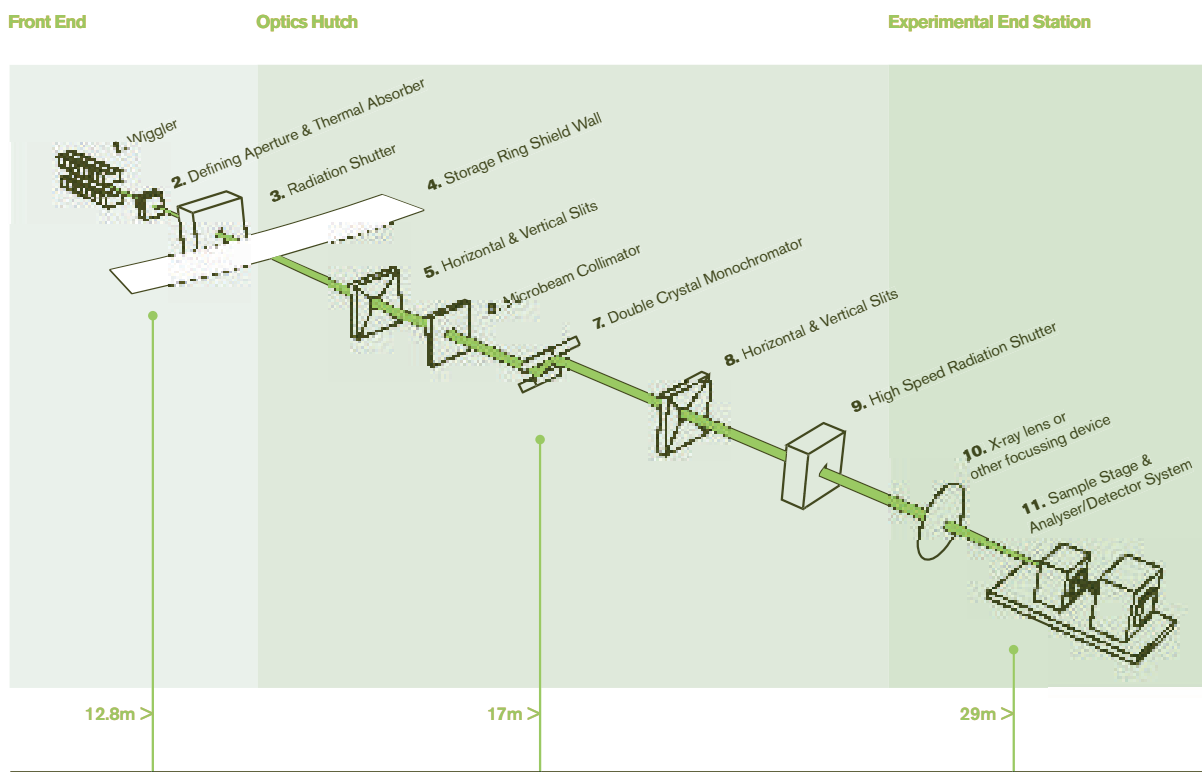 Front End
Optics Hutch
Experimental End Station
1. Wiggler
2. Defining Aperture & Thermal Absorber
3. Radiation Shutter
4. Storage Ring Shield Wall
5. Horizontal & Vertical Slits
Microbeam Collimator
7. Double Crystal Monochromator
8. Horizontal & Vertical Slits
9. High Speed Radiation Shutter
10. X-ray lens or
other focussing device
11. Sample Stage &
Analyser/Detector System
12.8m >
17m >
29m >